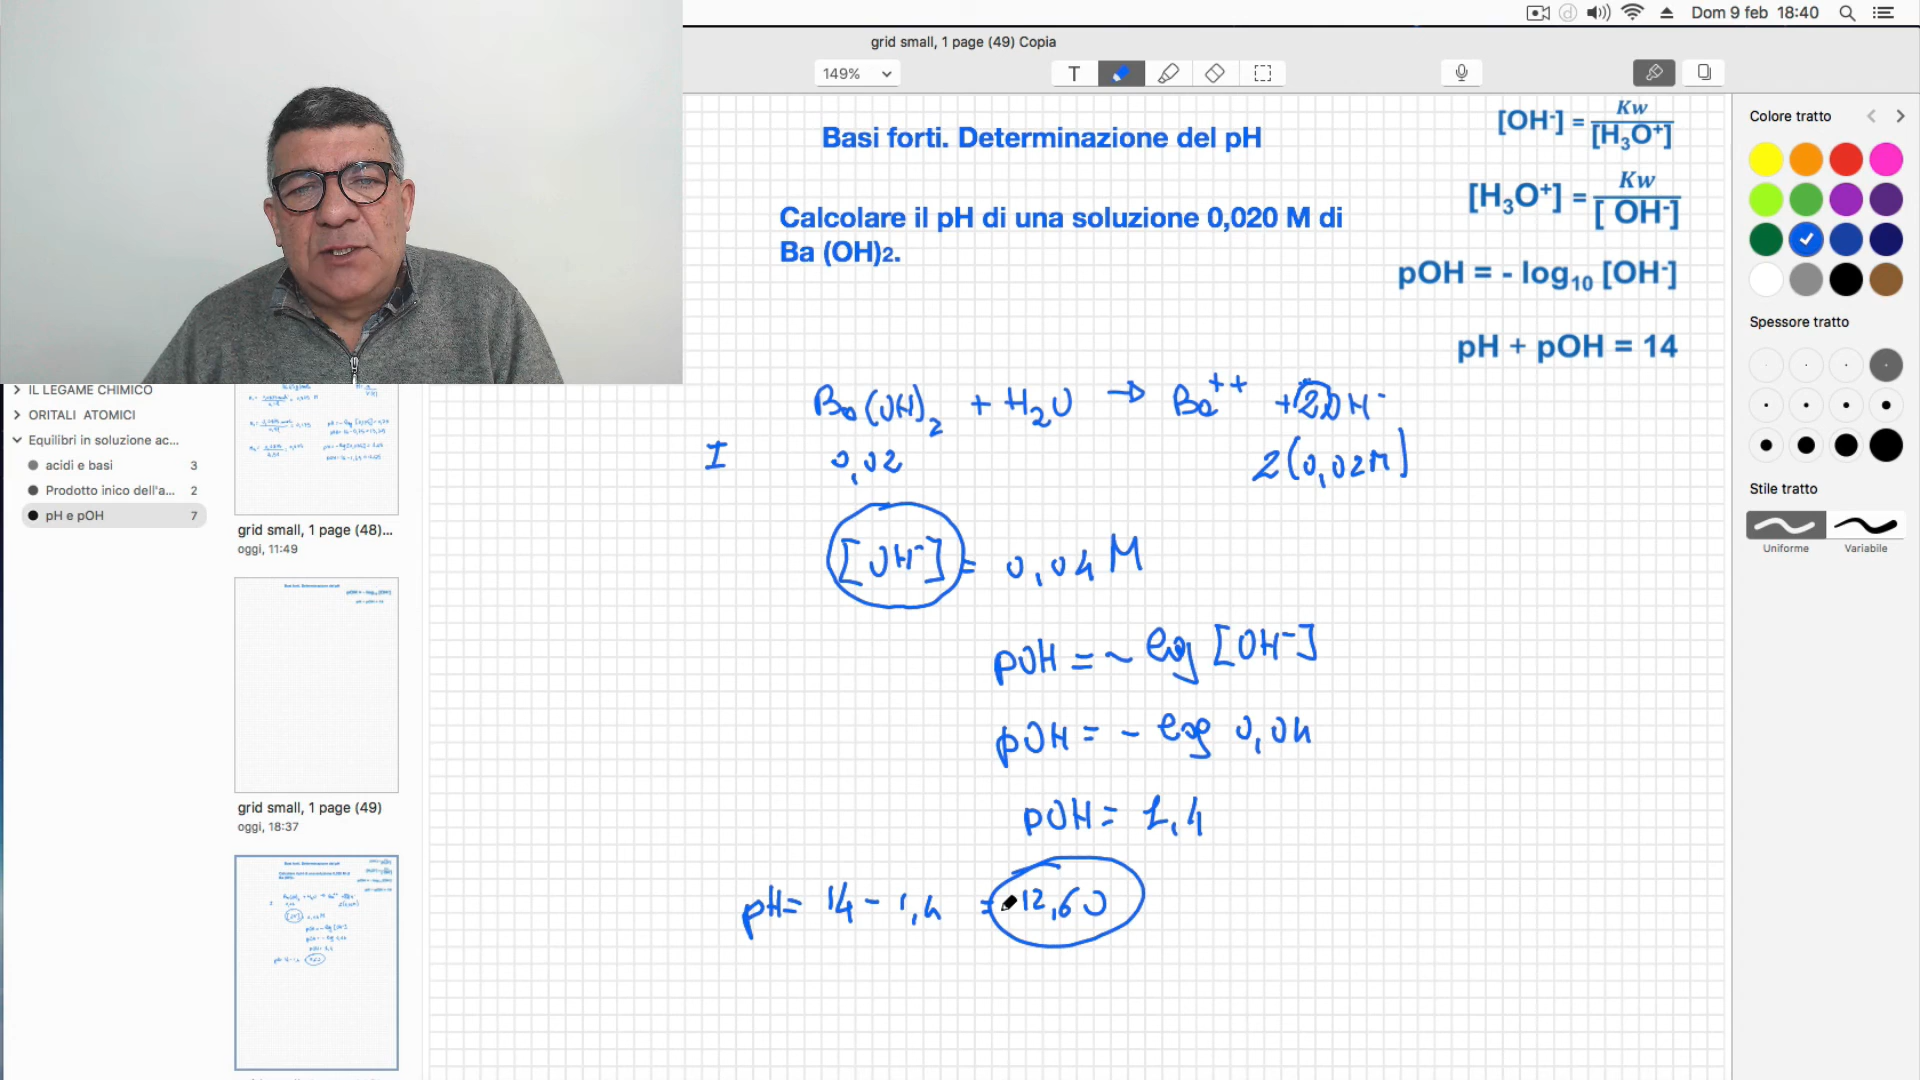 Dom 9 feb 18:40
grid small, 1 page (49) Copia
149%
T
Basi forti. Determinazione del pH
Calcolare il pH di una soluzione 0,020 M di
Ba (OH)₂.
[OH⁻] = Kw / [H₃O⁺]
[H₃O⁺] = Kw / [ OH⁻]
pOH = - log₁₀ [OH⁻]
pH + pOH = 14
Ba(OH)₂ + H₂O → Ba⁺⁺ + 2OH⁻
I 0,02 2(0,02M]
[OH⁻] = 0,04 M
pOH = - log [OH⁻]
pOH = - log 0,04
pOH = 1,4
pH = 14 - 1,4 = 12,60
IL LEGAME CHIMICO
ORITALI ATOMICI
Equilibri in soluzione ac...
acidi e basi 3
Prodotto inico dell'a... 2
pH e pOH 7
grid small, 1 page (48)...
oggi, 11:49
grid small, 1 page (49)
oggi, 18:37
Colore tratto
Spessore tratto
Stile tratto
Uniforme Variabile